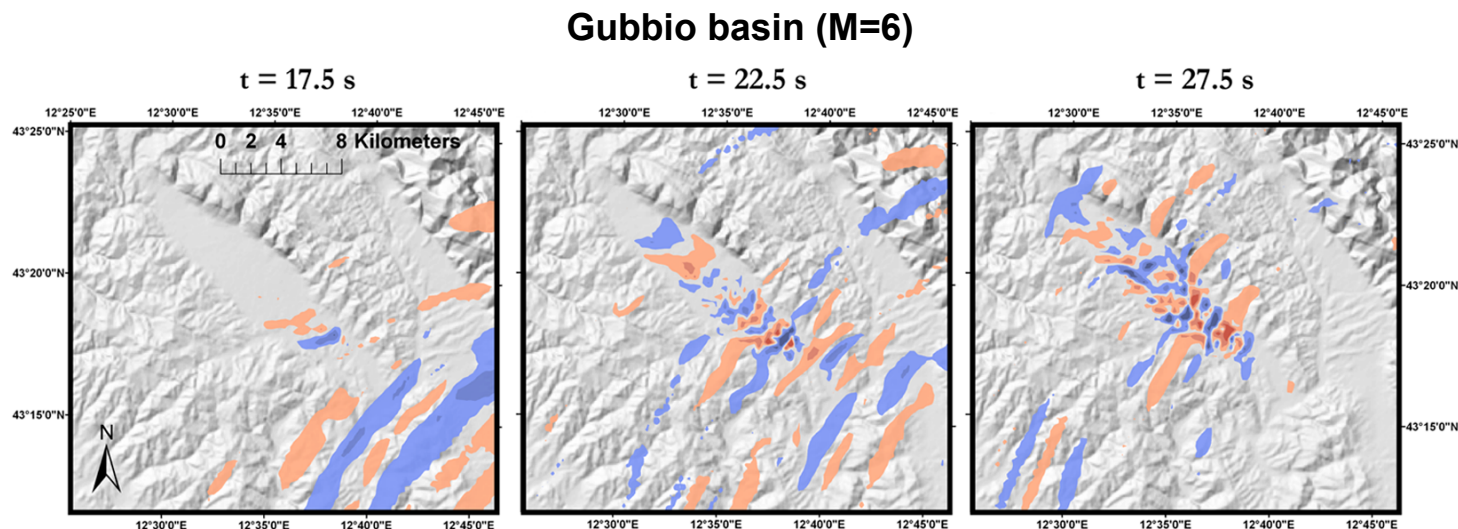 Gubbio basin (M=6)
t = 17.5 s
t = 22.5 s
t = 27.5 s
12°25'0"E 12°30'0"E 12°35'0"E 12°40'0"E 12°45'0"E
12°30'0"E 12°35'0"E 12°40'0"E 12°45'0"E
12°30'0"E 12°35'0"E 12°40'0"E 12°45'0"E
43°25'0"N
0 2 4 8 Kilometers
43°25'0"N
43°20'0"N
43°20'0"N
43°15'0"N
43°15'0"N
N
12°30'0"E 12°35'0"E 12°40'0"E 12°45'0"E
12°30'0"E 12°35'0"E 12°40'0"E 12°45'0"E
12°30'0"E 12°35'0"E 12°40'0"E 12°45'0"E